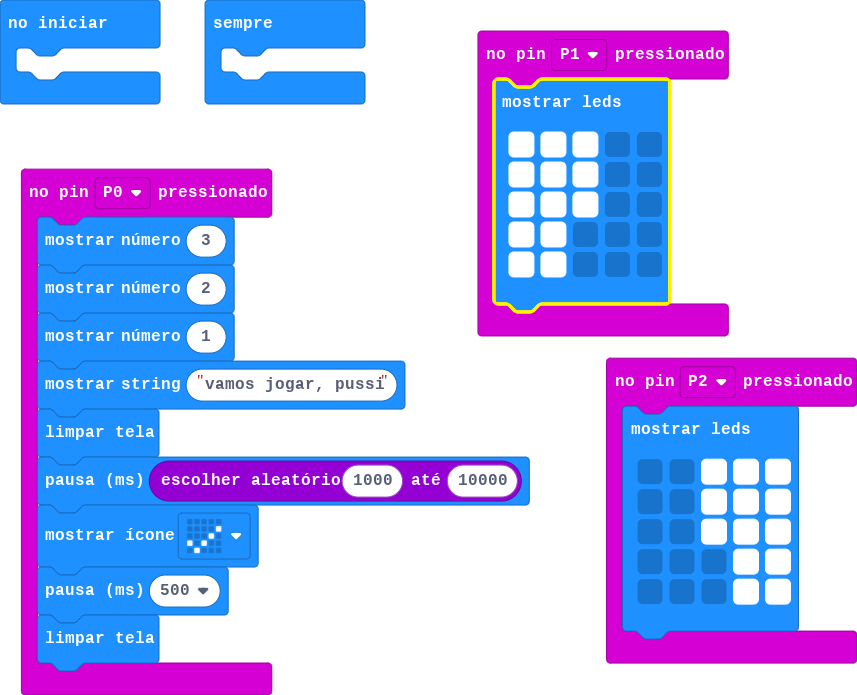 no iniciar
sempre
no pin P1 pressionado
mostrar leds
no pin P0 pressionado
mostrar número 3
mostrar número 2
mostrar número 1
mostrar string "vamos jogar, pussi"
limpar tela
pausa (ms) escolher aleatório 1000 até 10000
mostrar ícone
pausa (ms) 500
limpar tela
no pin P2 pressionado
mostrar leds